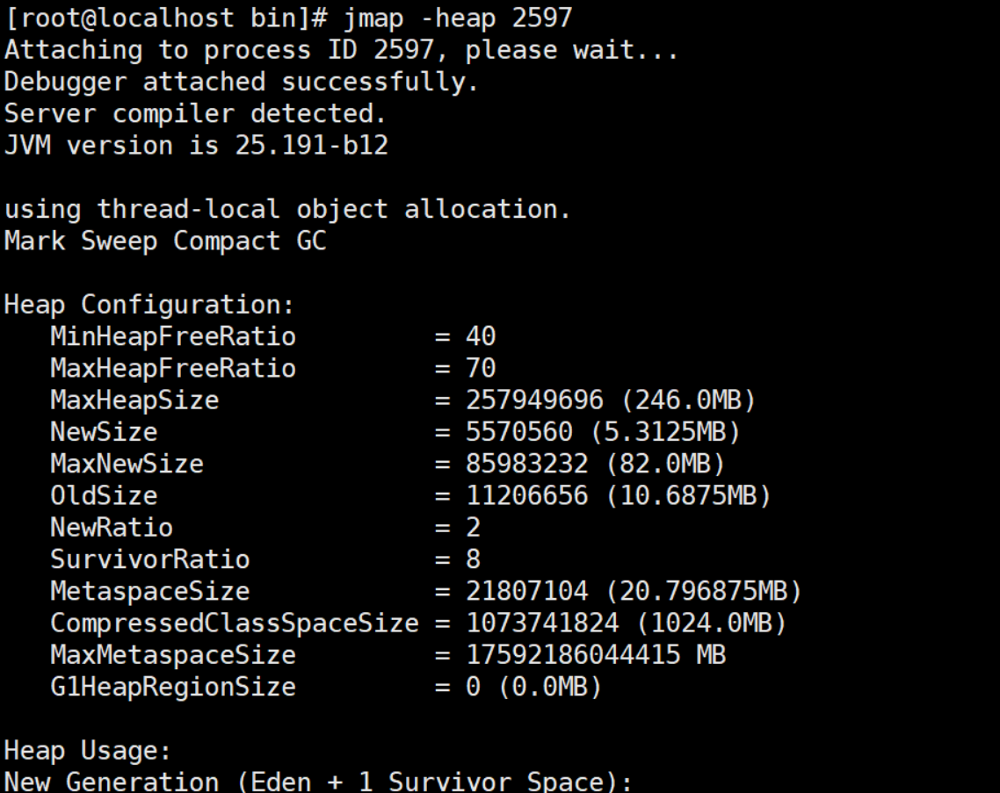 [root@localhost bin]# jmap -heap 2597
Attaching to process ID 2597, please wait...
Debugger attached successfully.
Server compiler detected.
JVM version is 25.191-b12
using thread-local object allocation.
Mark Sweep Compact GC
Heap Configuration:
MinHeapFreeRatio = 40
MaxHeapFreeRatio = 70
MaxHeapSize = 257949696 (246.0MB)
NewSize = 5570560 (5.3125MB)
MaxNewSize = 85983232 (82.0MB)
OldSize = 11206656 (10.6875MB)
NewRatio = 2
SurvivorRatio = 8
MetaspaceSize = 21807104 (20.796875MB)
CompressedClassSpaceSize = 1073741824 (1024.0MB)
MaxMetaspaceSize = 17592186044415 MB
G1HeapRegionSize = 0 (0.0MB)
Heap Usage:
New Generation (Eden + 1 Survivor Space):